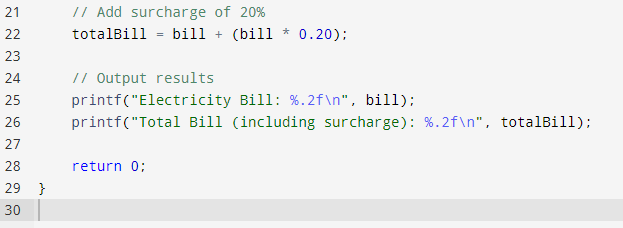 21 // Add surcharge of 20%
22 totalBill = bill + (bill * 0.20);
23
24 // Output results
25 printf("Electricity Bill: %.2f\n", bill);
26 printf("Total Bill (including surcharge): %.2f\n", totalBill);
27
28 return 0;
29 }
30